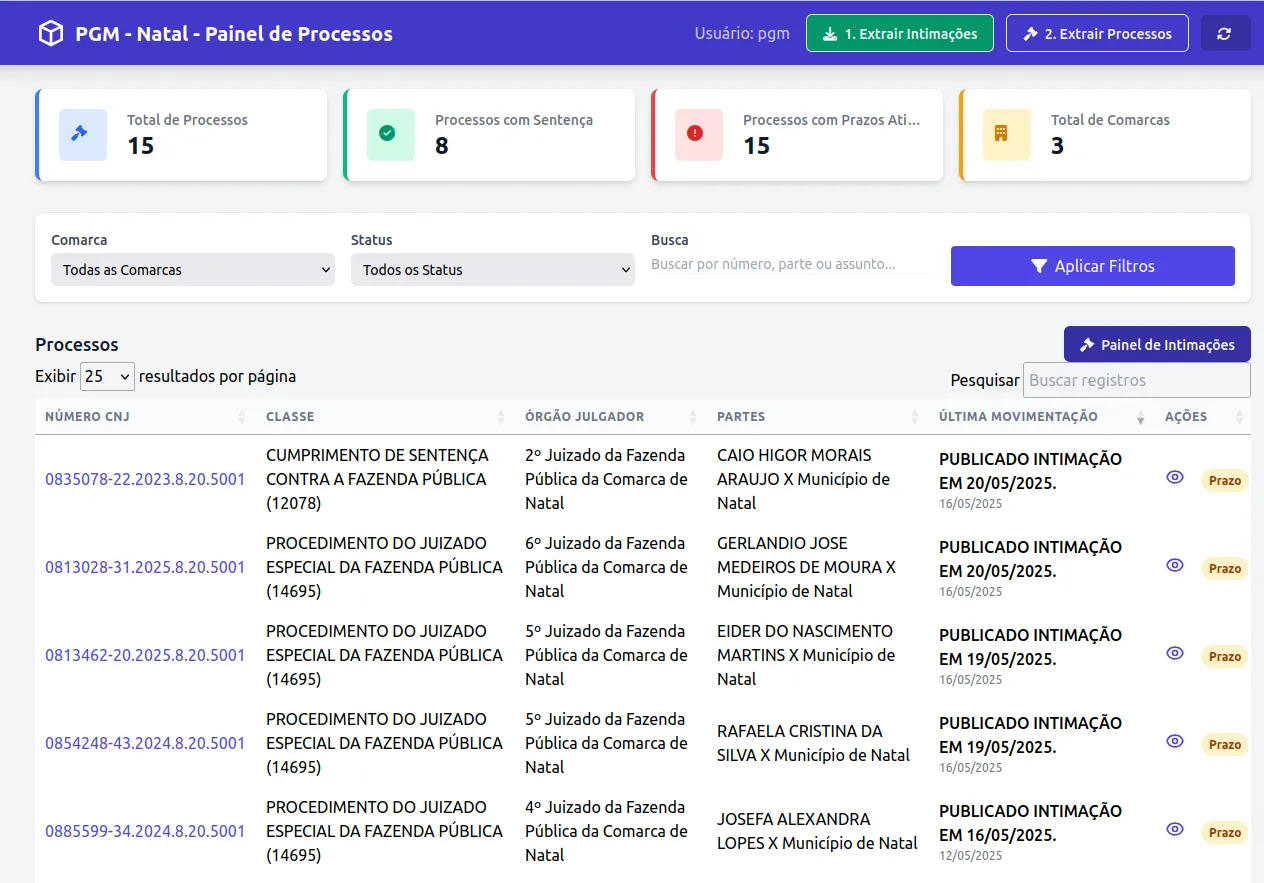 PGM - Natal - Painel de Processos
Usuário: pgm
1. Extrair Intimações
2. Extrair Processos
Total de Processos
15
Processos com Sentença
8
Processos com Prazos Ati...
15
Total de Comarcas
3
Comarca
Todas as Comarcas
Status
Todos os Status
Busca
Buscar por número, parte ou assunto...
Aplicar Filtros
Processos
Painel de Intimações
Exibir 25 resultados por página
Pesquisar Buscar registros
NÚMERO CNJ CLASSE ÓRGÃO JULGADOR PARTES ÚLTIMA MOVIMENTAÇÃO AÇÕES
0835078-22.2023.8.20.5001
CUMPRIMENTO DE SENTENÇA
CONTRA A FAZENDA PÚBLICA
(12078)
2º Juizado da Fazenda
Pública da Comarca de
Natal
CAIO HIGOR MORAIS
ARAUJO X Município de
Natal
PUBLICADO INTIMAÇÃO
EM 20/05/2025.
16/05/2025
Prazo
0813028-31.2025.8.20.5001
PROCEDIMENTO DO JUIZADO
ESPECIAL DA FAZENDA PÚBLICA
(14695)
6º Juizado da Fazenda
Pública da Comarca de
Natal
GERLANDIO JOSE
MEDEIROS DE MOURA X
Município de Natal
PUBLICADO INTIMAÇÃO
EM 20/05/2025.
16/05/2025
Prazo
0813462-20.2025.8.20.5001
PROCEDIMENTO DO JUIZADO
ESPECIAL DA FAZENDA PÚBLICA
(14695)
5º Juizado da Fazenda
Pública da Comarca de
Natal
EIDER DO NASCIMENTO
MARTINS X Município de
Natal
PUBLICADO INTIMAÇÃO
EM 19/05/2025.
16/05/2025
Prazo
0854248-43.2024.8.20.5001
PROCEDIMENTO DO JUIZADO
ESPECIAL DA FAZENDA PÚBLICA
(14695)
5º Juizado da Fazenda
Pública da Comarca de
Natal
RAFAELA CRISTINA DA
SILVA X Município de Natal
PUBLICADO INTIMAÇÃO
EM 19/05/2025.
16/05/2025
Prazo
0885599-34.2024.8.20.5001
PROCEDIMENTO DO JUIZADO
ESPECIAL DA FAZENDA PÚBLICA
(14695)
4º Juizado da Fazenda
Pública da Comarca de
Natal
JOSEFA ALEXANDRA
LOPES X Município de Natal
PUBLICADO INTIMAÇÃO
EM 16/05/2025.
12/05/2025
Prazo